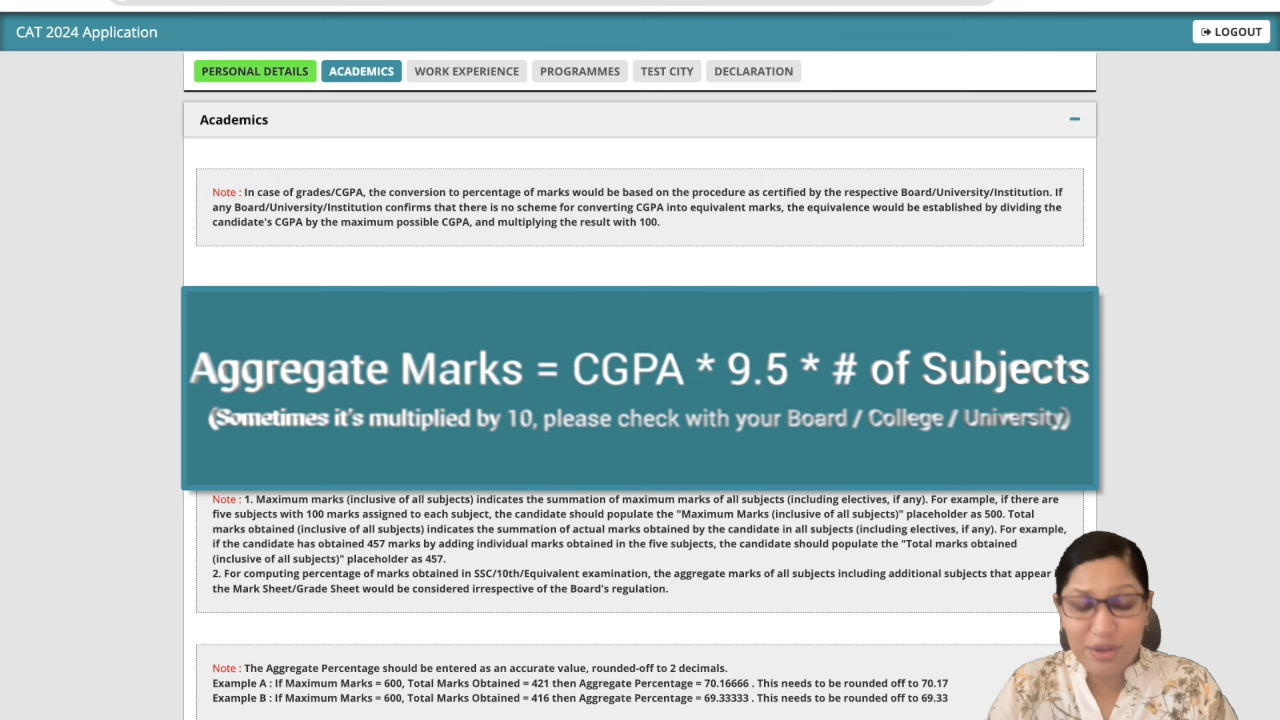 CAT 2024 Application
LOGOUT
PERSONAL DETAILS
ACADEMICS
WORK EXPERIENCE
PROGRAMMES
TEST CITY
DECLARATION
Academics
Note : In case of grades/CGPA, the conversion to percentage of marks would be based on the procedure as certified by the respective Board/University/Institution. If
any Board/University/Institution confirms that there is no scheme for converting CGPA into equivalent marks, the equivalence would be established by dividing the
candidate's CGPA by the maximum possible CGPA, and multiplying the result with 100.
Aggregate Marks = CGPA * 9.5 * # of Subjects
(Sometimes it's multiplied by 10, please check with your Board / College / University)
Note : 1. Maximum marks (inclusive of all subjects) indicates the summation of maximum marks of all subjects (including electives, if any). For example, if there are
five subjects with 100 marks assigned to each subject, the candidate should populate the "Maximum Marks (inclusive of all subjects)" placeholder as 500. Total
marks obtained (inclusive of all subjects) indicates the summation of actual marks obtained by the candidate in all subjects (including electives, if any). For example,
if the candidate has obtained 457 marks by adding individual marks obtained in the five subjects, the candidate should populate the "Total marks obtained
(inclusive of all subjects)" placeholder as 457.
2. For computing percentage of marks obtained in SSC/10th/Equivalent examination, the aggregate marks of all subjects including additional subjects that appear
the Mark Sheet/Grade Sheet would be considered irrespective of the Board's regulation.
Note : The Aggregate Percentage should be entered as an accurate value, rounded-off to 2 decimals.
Example A : If Maximum Marks = 600, Total Marks Obtained = 421 then Aggregate Percentage = 70.16666 . This needs to be rounded off to 70.17
Example B : If Maximum Marks = 600, Total Marks Obtained = 416 then Aggregate Percentage = 69.33333 . This needs to be rounded off to 69.33